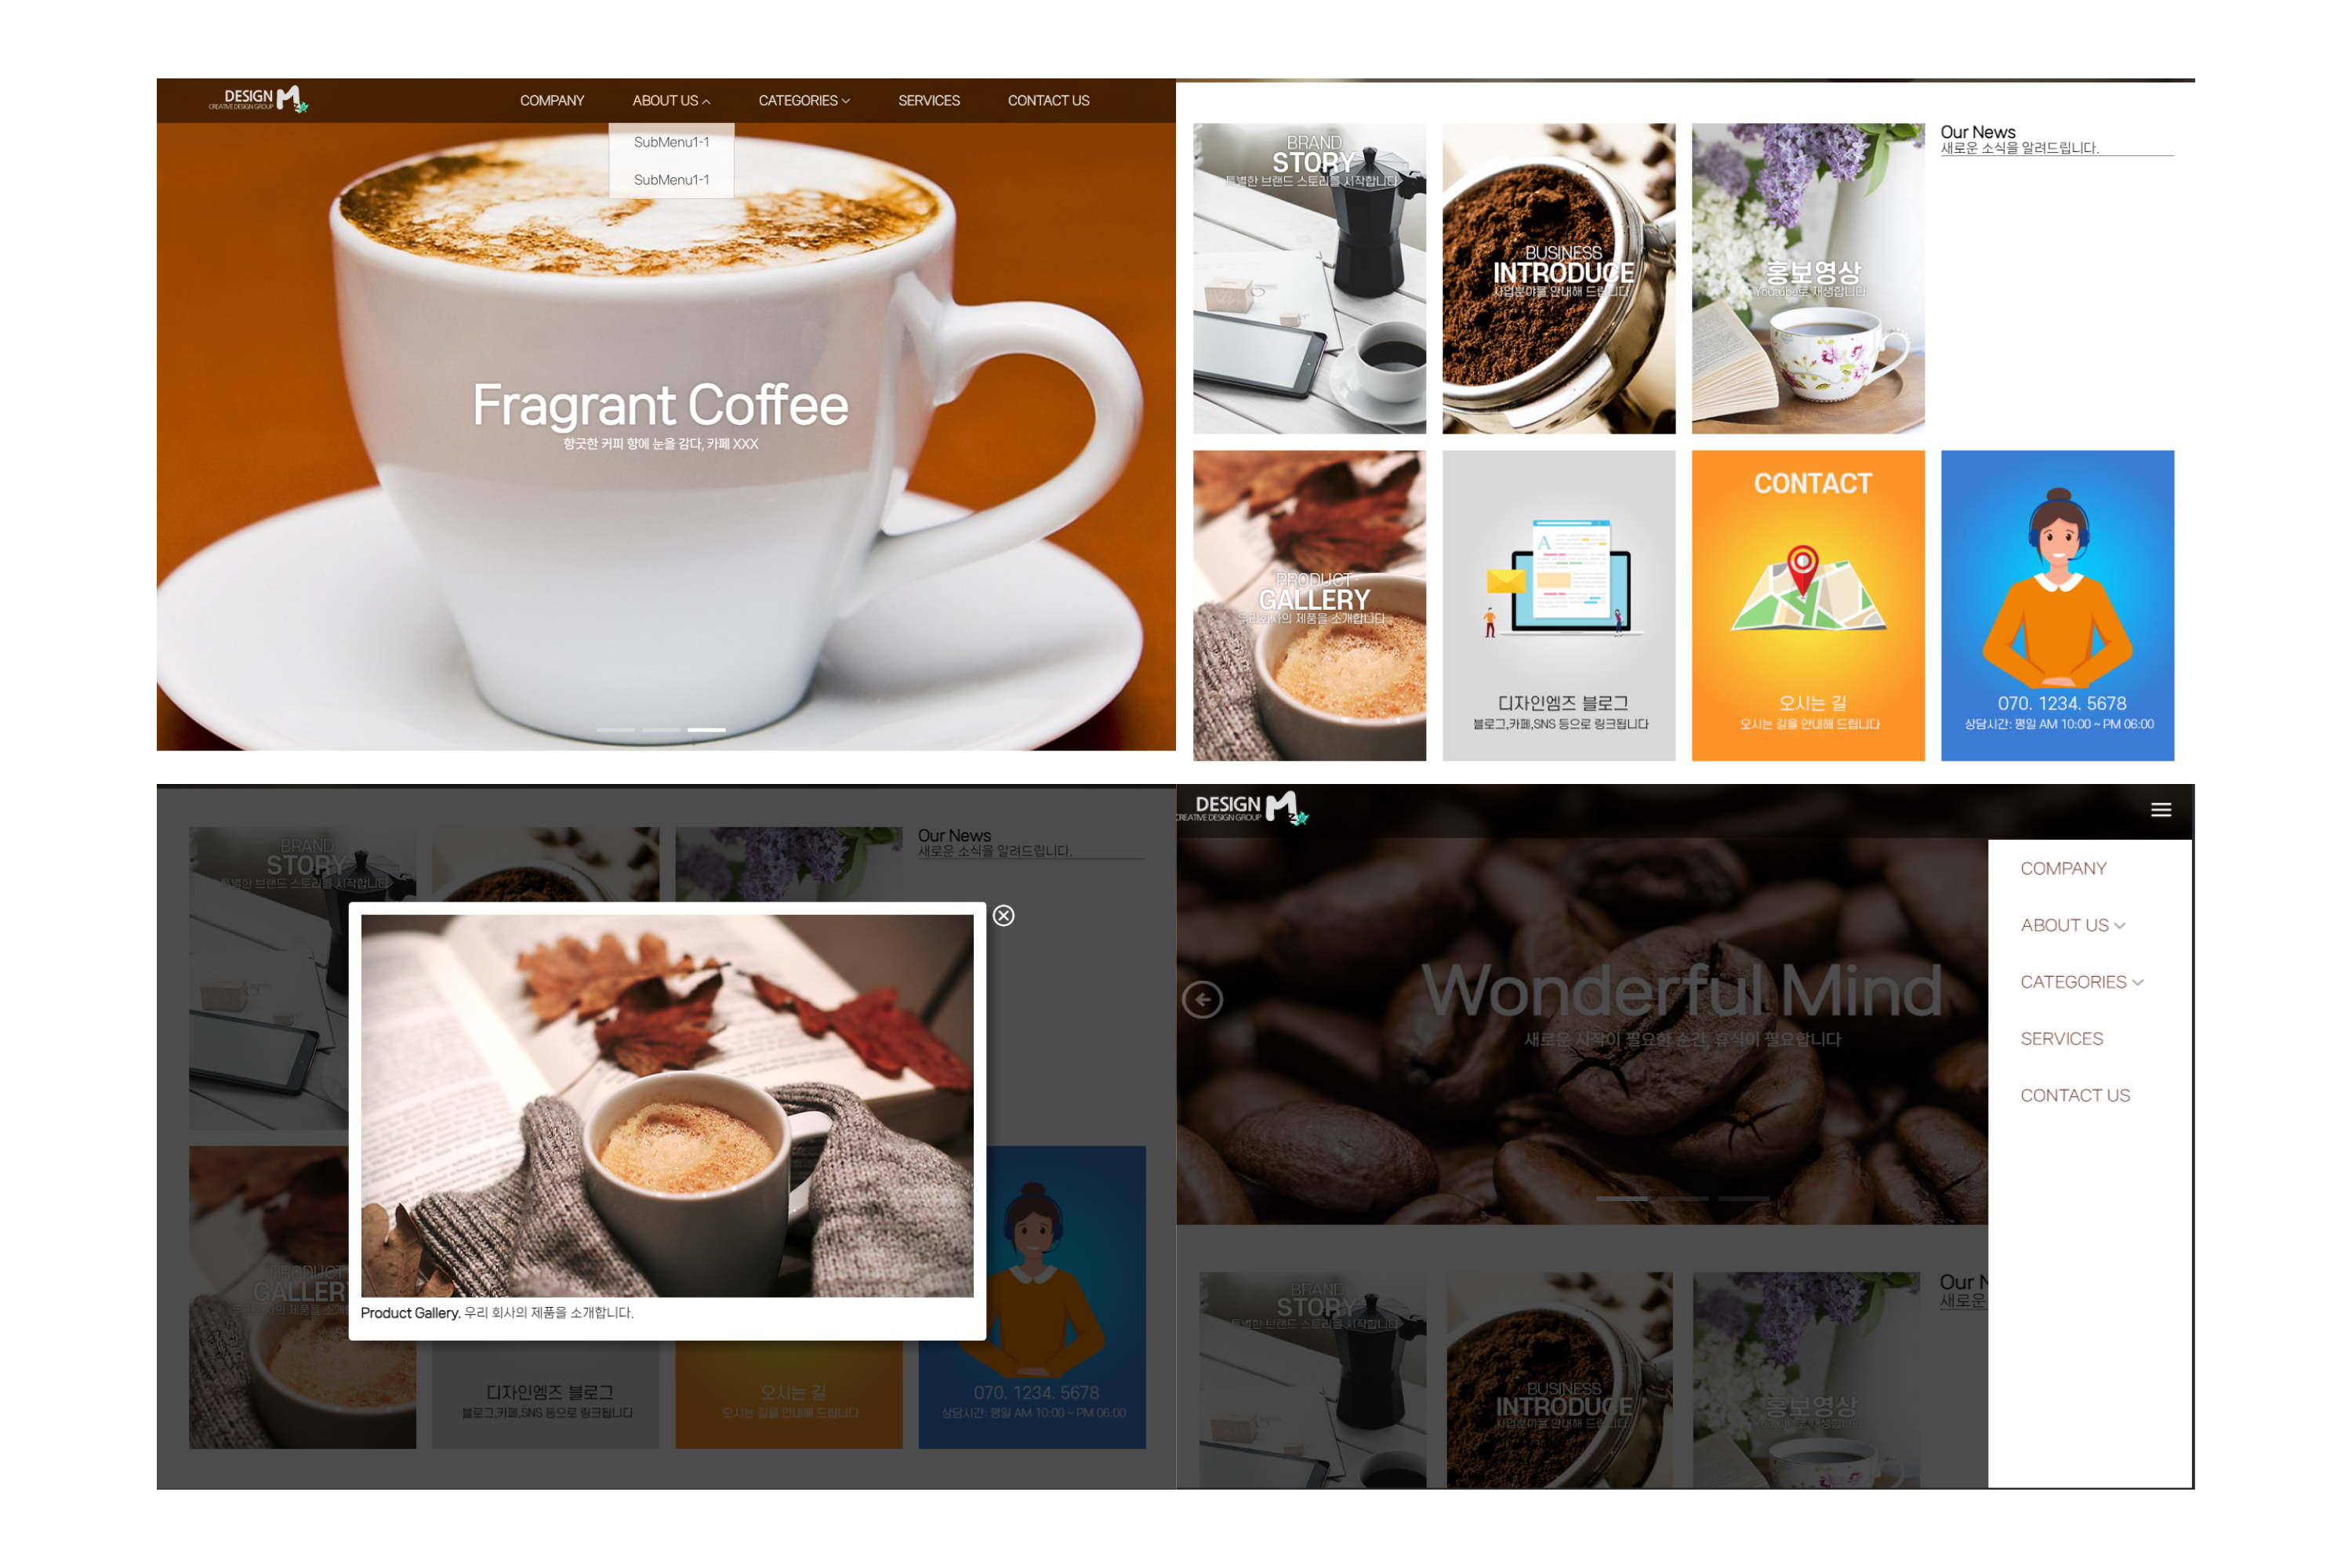 DESIGN M
CREATIVE DESIGN GROUP
COMPANY
ABOUT US
CATEGORIES
SERVICES
CONTACT US
SubMenu1-1
SubMenu1-1
Fragrant Coffee
향긋한 커피 향에 눈을 감다, 카페 XXX
BRAND
STORY
특별한 브랜드 스토리를 시작합니다
BUSINESS
INTRODUCE
사업분야를 안내해 드립니다
홍보영상
Youtube로 재생합니다
Our News
새로운 소식을 알려드립니다.
PRODUCT
GALLERY
우리회사의 제품을 소개합니다
A
디자인엠즈 블로그
블로그,카페,SNS 등으로 링크됩니다
CONTACT
오시는 길
오시는 길을 안내해 드립니다
070. 1234. 5678
상담시간: 평일 AM 10:00 ~ PM 06:00
BRAND
STORY
특별한 브랜드 스토리를 시작합니다
Our News
새로운 소식을 알려드립니다.
PRODUCT
GALLERY
제품을
Product Gallery. 우리 회사의 제품을 소개합니다.
디자인엠즈 블로그
블로그,카페,SNS 등으로 링크됩니다
오시는 길
오시는 길을 안내해 드립니다
070. 1234. 5678
상담시간: 평일 AM 10:00 ~ PM 06:00
DESIGN M
CREATIVE DESIGN GROUP
COMPANY
ABOUT US
CATEGORIES
SERVICES
CONTACT US
Wonderful Mind
새로운 시작이 필요한 순간, 휴식이 필요합니다
BRAND
STORY
특별한 브랜드 스토리를 시작합니다
BUSINESS
INTRODUCE
사업분야를 안내해 드립니다
홍보영상
재생합니다
Our N
새로운